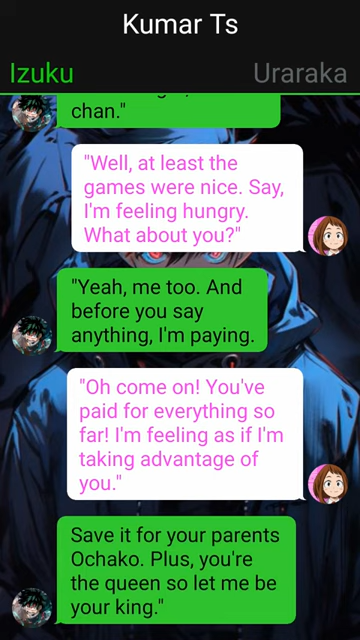 Kumar Ts
Izuku
Uraraka
chan."
"Well, at least the
games were nice. Say,
I'm feeling hungry.
What about you?"
"Yeah, me too. And
before you say
anything, I'm paying.
"Oh come on! You've
paid for everything so
far! I'm feeling as if I'm
taking advantage of
you."
Save it for your parents
Ochako. Plus, you're
the queen so let me be
your king."